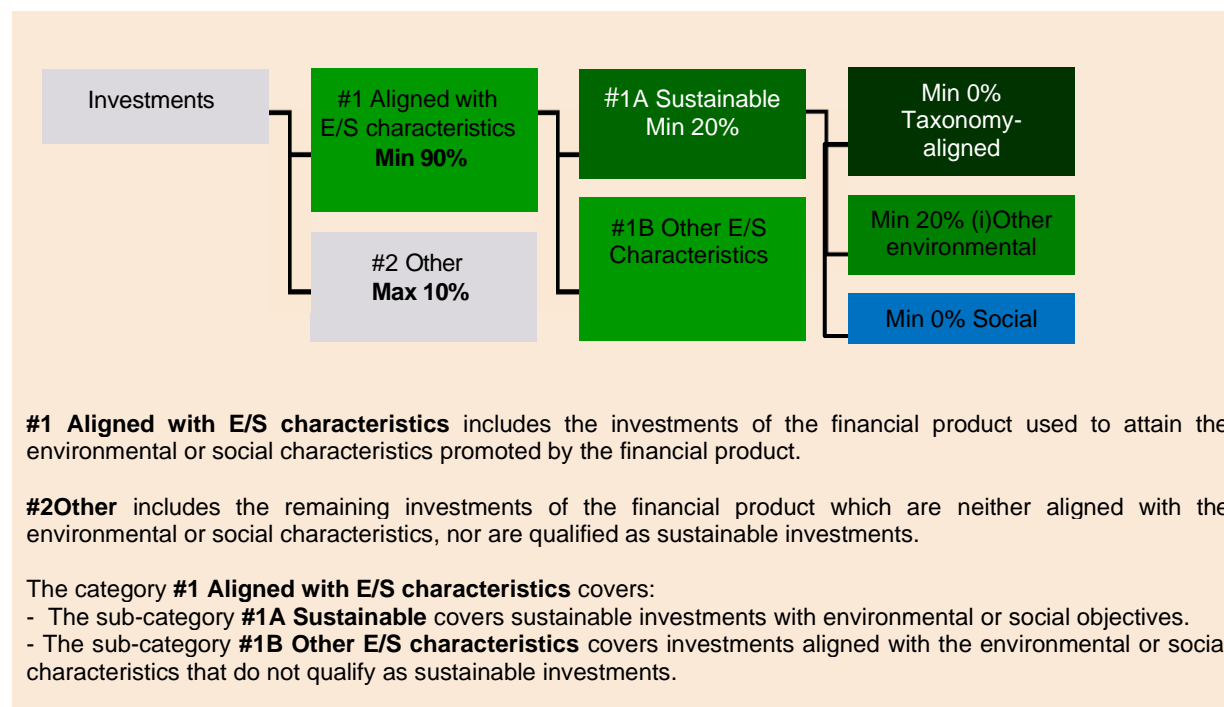 Investments
#1 Aligned with
E/S characteristics
Min 90%
#2 Other
Max 10%
#1A Sustainable
Min 20%
#1B Other E/S
Characteristics
Min 0%
Taxonomy-
aligned
Min 20% (i)Other
environmental
Min 0% Social
#1 Aligned with E/S characteristics includes the investments of the financial product used to attain the
environmental or social characteristics promoted by the financial product.
#2Other includes the remaining investments of the financial product which are neither aligned with the
environmental or social characteristics, nor are qualified as sustainable investments.
The category #1 Aligned with E/S characteristics covers:
- The sub-category #1A Sustainable covers sustainable investments with environmental or social objectives.
- The sub-category #1B Other E/S characteristics covers investments aligned with the environmental or social
characteristics that do not qualify as sustainable investments.